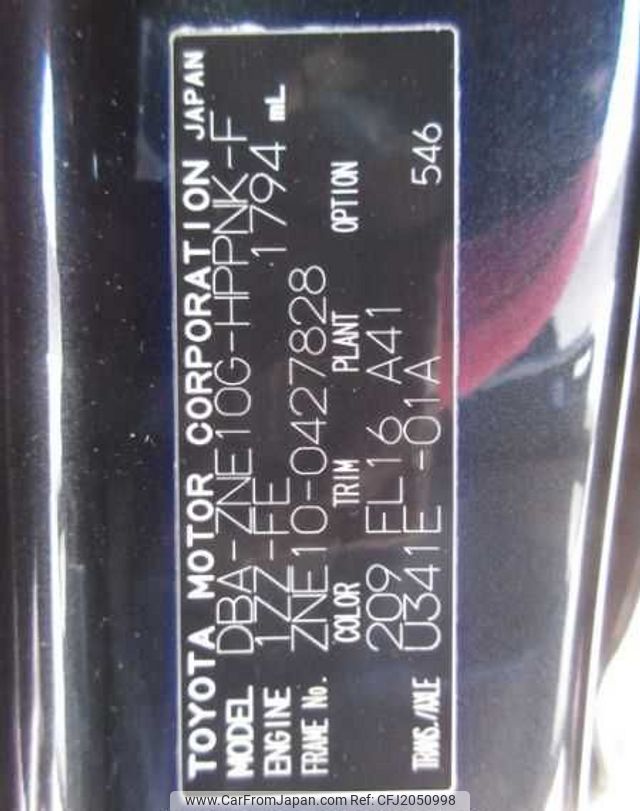 TOYOTA MOTOR CORPORATION JAPAN
MODEL DBA-ZNE10G-HPPNK-F
ENGINE 1ZZ-FE 1794 mL
FRAME No. ZNE10-0427828
COLOR TRIM PLANT OPTION
209 FL16 A41
TRANS./AXLE U341E -01A 546
www.CarFromJapan.com Ref: CFJ2050998